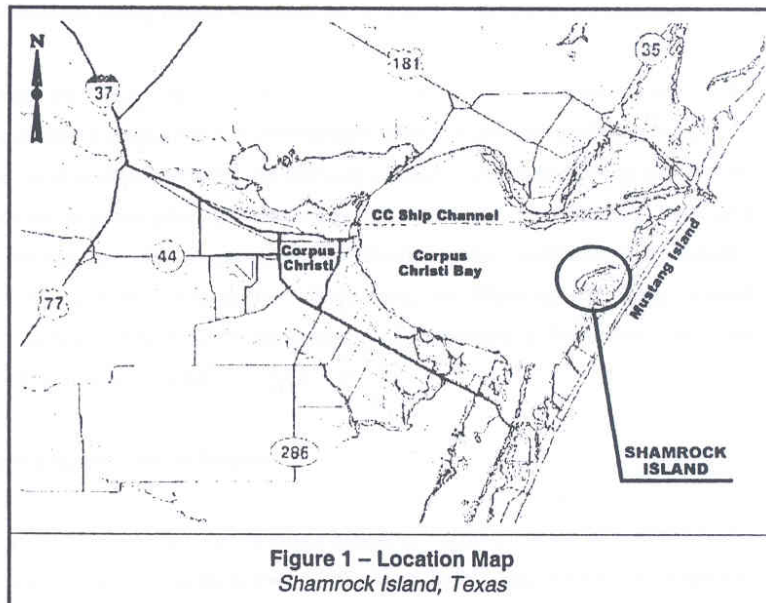 N
37
181
35
CC Ship Channel
Corpus
Christi
Corpus
Christi Bay
44
77
Mustang Island
286
SHAMROCK
ISLAND
Figure 1 – Location Map
Shamrock Island, Texas